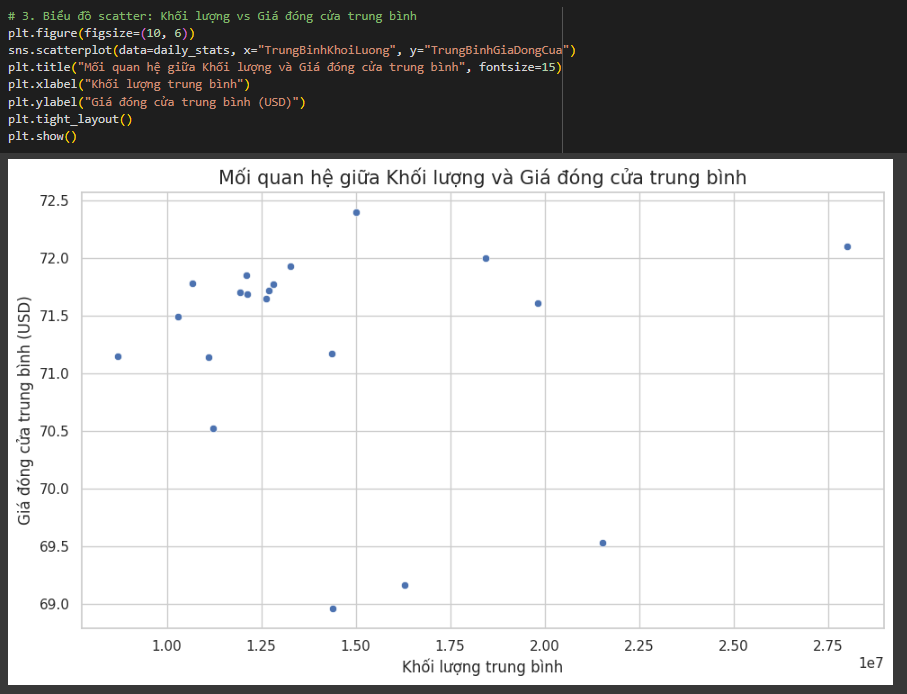 # 3. Biểu đồ scatter: Khối lượng vs Giá đóng cửa trung bình
plt.figure(figsize=(10, 6))
sns.scatterplot(data=daily_stats, x="TrungBinhKhoiLuong", y="TrungBinhGiaDongCua")
plt.title("Mối quan hệ giữa Khối lượng và Giá đóng cửa trung bình", fontsize=15)
plt.xlabel("Khối lượng trung bình")
plt.ylabel("Giá đóng cửa trung bình (USD)")
plt.tight_layout()
plt.show()
Mối quan hệ giữa Khối lượng và Giá đóng cửa trung bình
Giá đóng cửa trung bình (USD)
72.5
72.0
71.5
71.0
70.5
70.0
69.5
69.0
1.00 1.25 1.50 1.75 2.00 2.25 2.50 2.75
1e7
Khối lượng trung bình